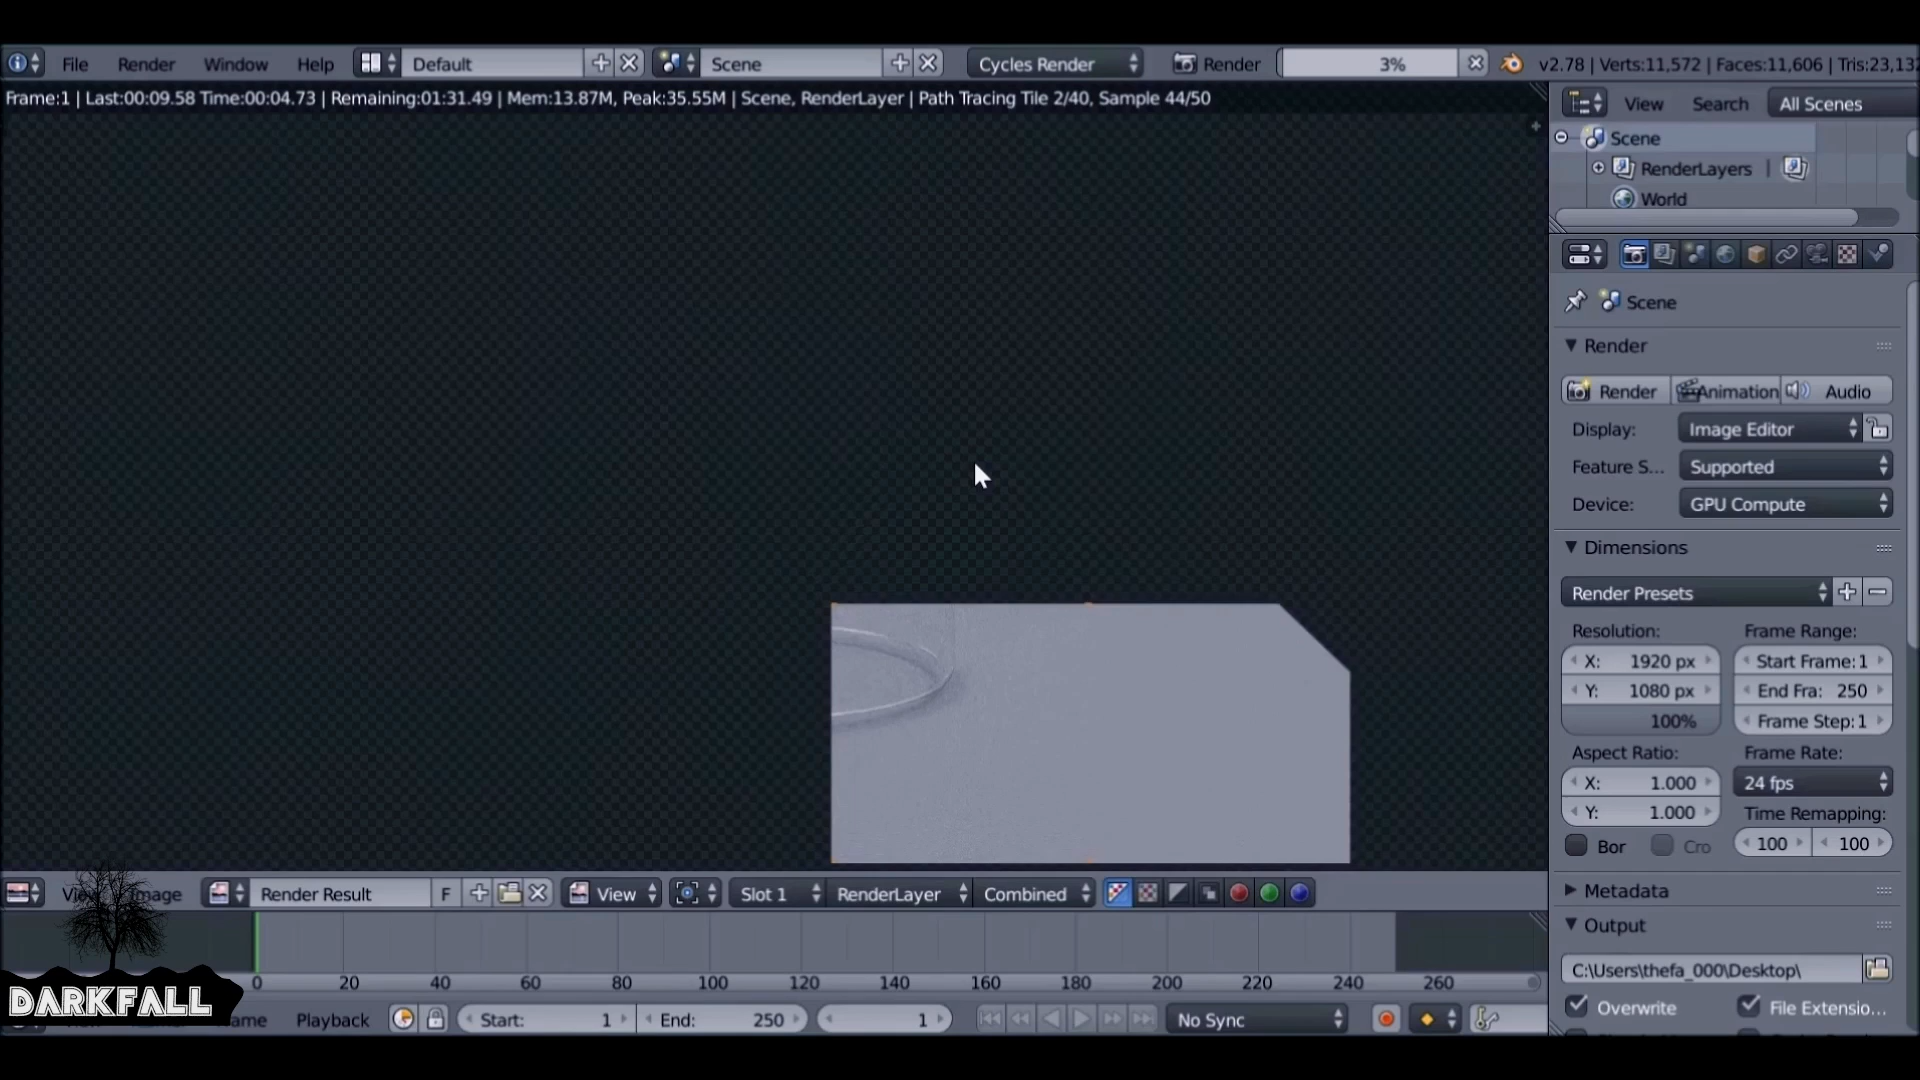 File Render Window Help Default Scene Cycles Render Render 3% v2.78 | Verts:11,572 | Faces:11,606 | Tris:23,132
Frame:1 | Last:00:09.58 Time:00:04.73 | Remaining:01:31.49 | Mem:13.87M, Peak:35.55M | Scene, RenderLayer | Path Tracing Tile 2/40, Sample 44/50
View Search All Scenes
Scene
RenderLayers |
World
Scene
Render
Render Animation Audio
Display: Image Editor
Feature S... Supported
Device: GPU Compute
Dimensions
Render Presets
Resolution: Frame Range:
X: 1920 px Start Frame:1
Y: 1080 px End Fra: 250
100% Frame Step:1
Aspect Ratio: Frame Rate:
X: 1.000 24 fps
Y: 1.000 Time Remapping:
Bor Cro 100 100
Metadata
Output
C:\Users\thefa_000\Desktop\
Overwrite File Extensio...
View Image Render Result F View Slot 1 RenderLayer Combined
0 20 40 60 80 100 120 140 160 180 200 220 240 260
DARKFALL
Playback Start: 1 End: 250 1 No Sync